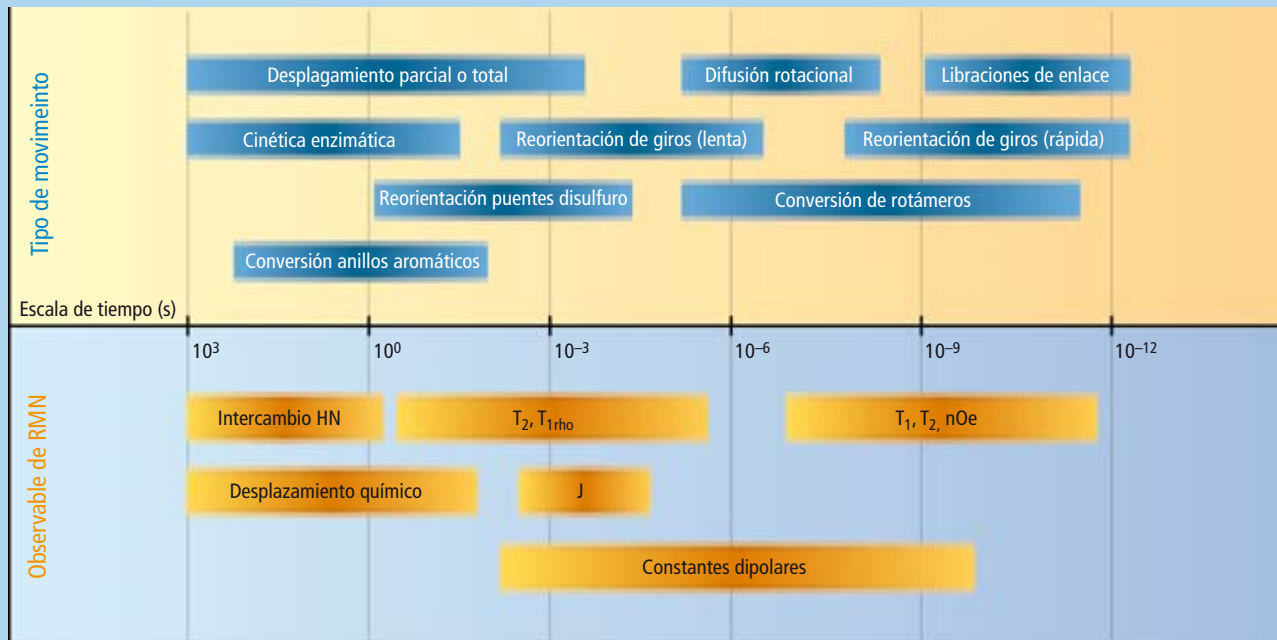 Tipo de movimeinto
Desplagamiento parcial o total
Difusión rotacional
Libraciones de enlace
Cinética enzimática
Reorientación de giros (lenta)
Reorientación de giros (rápida)
Reorientación puentes disulfuro
Conversión de rotámeros
Conversión anillos aromáticos
Escala de tiempo (s)
10³
10⁰
10⁻³
10⁻⁶
10⁻⁹
10⁻¹²
Observable de RMN
Intercambio HN
T₂, T₁rho
T₁, T₂, nOe
Desplazamiento químico
J
Constantes dipolares